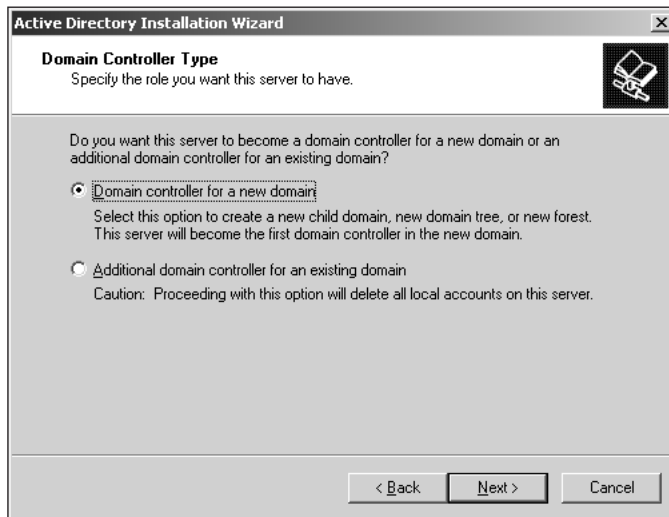 Active Directory Installation Wizard
Domain Controller Type
Specify the role you want this server to have.
Do you want this server to become a domain controller for a new domain or an
additional domain controller for an existing domain?
Domain controller for a new domain
Select this option to create a new child domain, new domain tree, or new forest.
This server will become the first domain controller in the new domain.
Additional domain controller for an existing domain
Caution: Proceeding with this option will delete all local accounts on this server.
< Back
Next >
Cancel